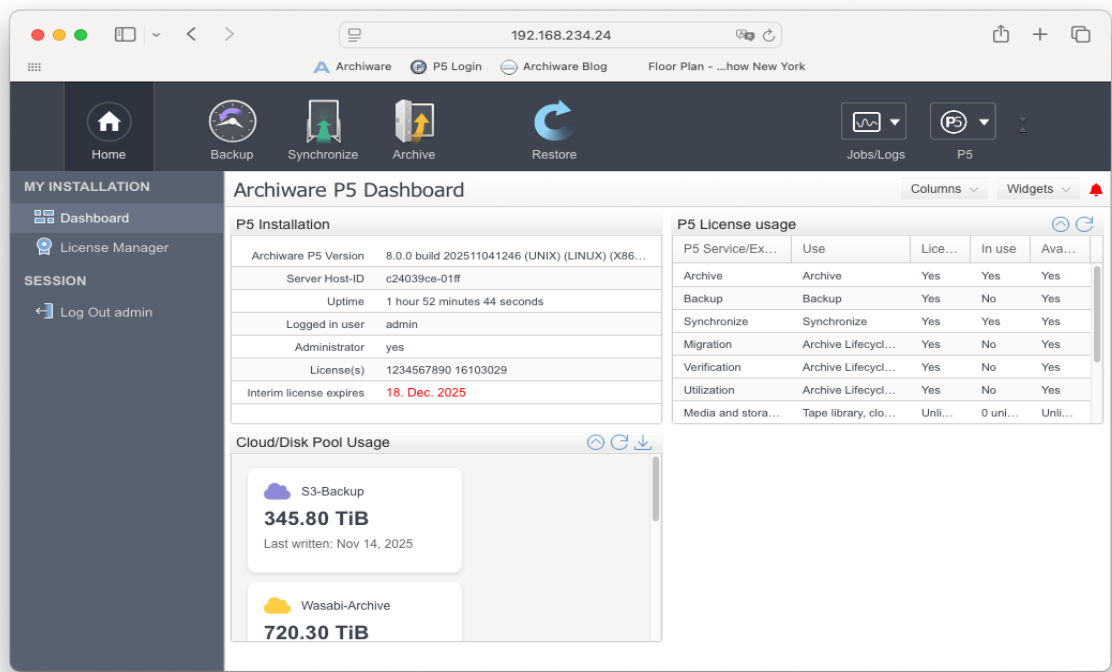 192.168.234.24
Archiware P5 Login Archiware Blog Floor Plan - ...how New York
Home Backup Synchronize Archive Restore Jobs/Logs P5
MY INSTALLATION
Dashboard
License Manager
SESSION
Log Out admin
Archiware P5 Dashboard
Columns Widgets
P5 Installation
Archiware P5 Version 8.0.0 build 202511041246 (UNIX) (LINUX) (X86...
Server Host-ID c24039ce-01ff
Uptime 1 hour 52 minutes 44 seconds
Logged in user admin
Administrator yes
License(s) 1234567890 16103029
Interim license expires 18. Dec. 2025
P5 License usage
P5 Service/Ex... Use Lice... In use Ava...
Archive Archive Yes Yes Yes
Backup Backup Yes No Yes
Synchronize Synchronize Yes Yes Yes
Migration Archive Lifecycl... Yes No Yes
Verification Archive Lifecycl... Yes No Yes
Utilization Archive Lifecycl... Yes No Yes
Media and stora... Tape library, clo... Unli... 0 uni... Unli...
Cloud/Disk Pool Usage
S3-Backup
345.80 TiB
Last written: Nov 14, 2025
Wasabi-Archive
720.30 TiB